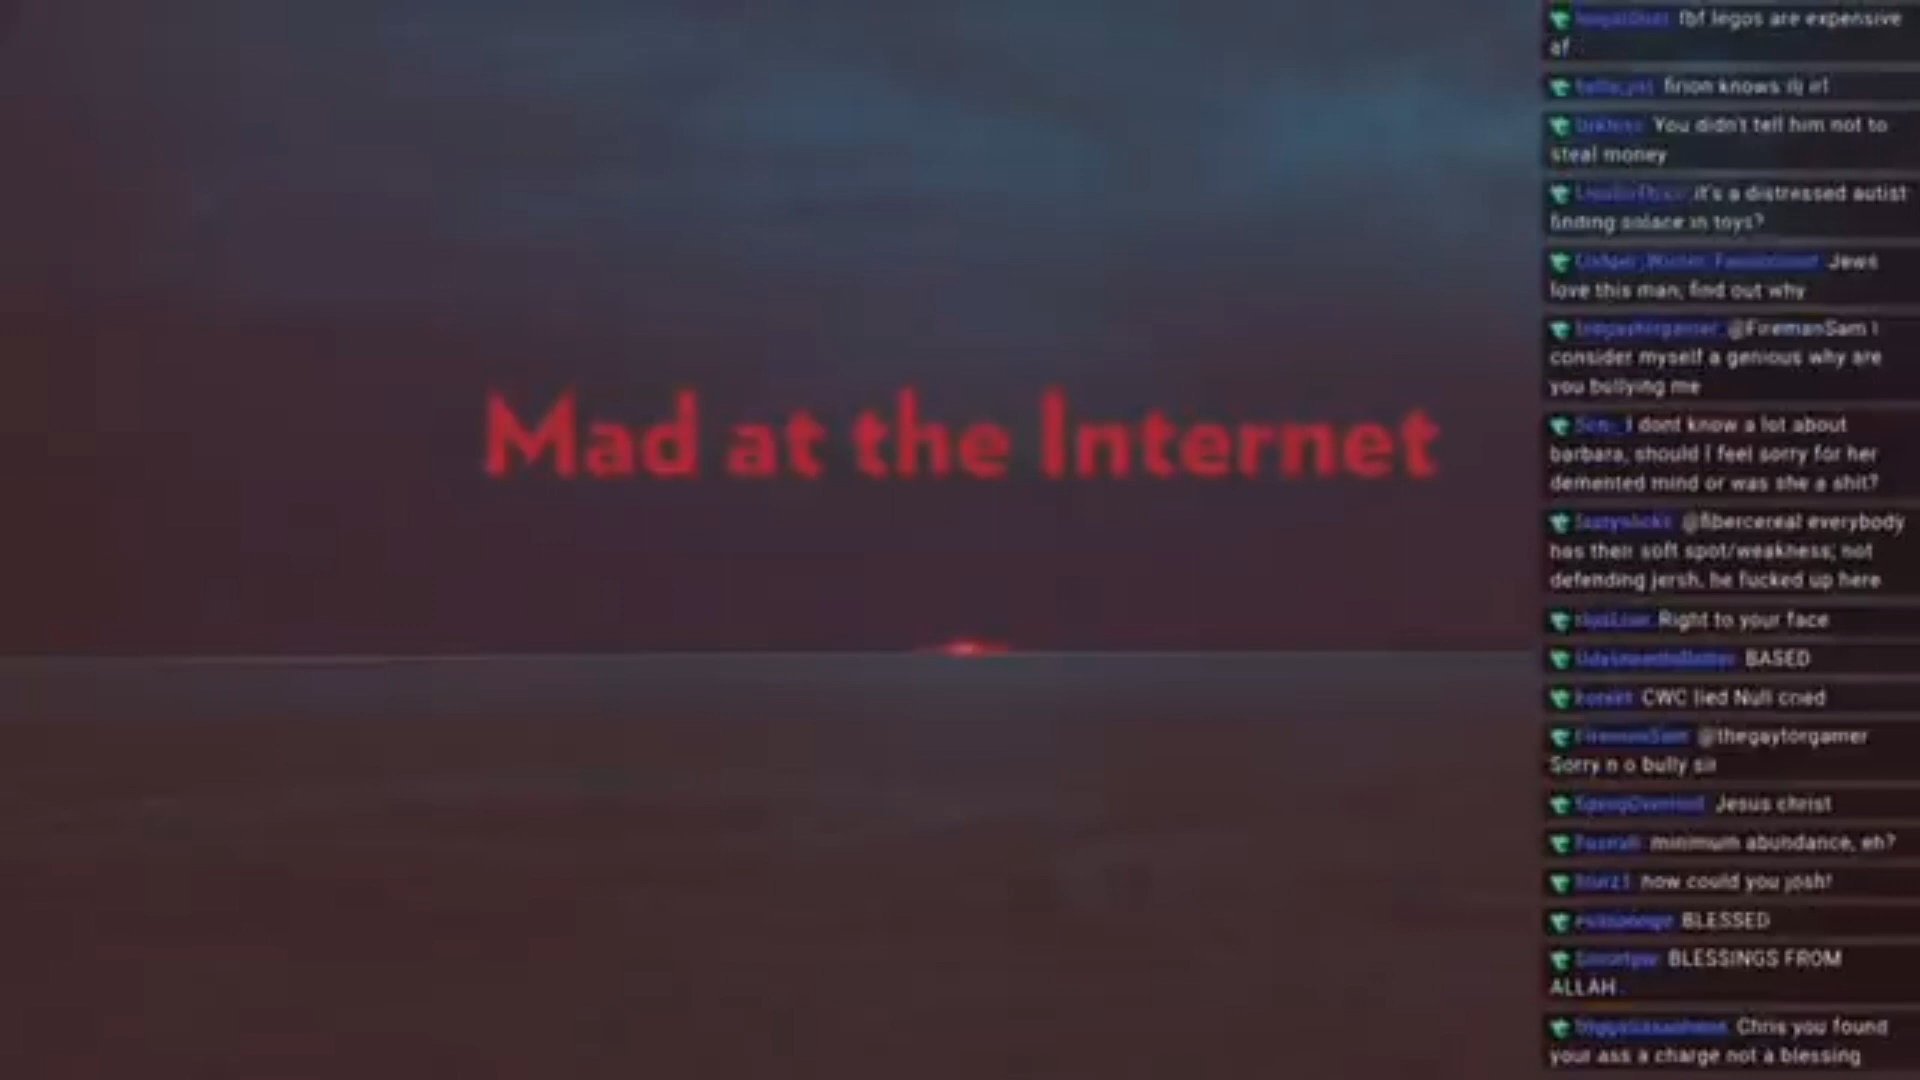 Mad at the Internet
fbf legos are expensive
af
firion knows
You didn't tell him not to
steal money
it's a distressed autist
finding solace in toys?
Jews
love this man, find out why
@FiremanSam I
consider myself a genious why are
you bullying me
I dont know a lot about
barbara, should I feel sorry for her
demented mind or was she a shit?
@fibercereal everybody
has their soft spot/weakness, not
defending jersh, he fucked up here
Right to your face
BASED
CWC lied Null cried
FiremanSam @thegaytorgamer
Sorry n o bully sir
Jesus christ
minimum abundance, eh?
how could you josh!
BLESSED
BLESSINGS FROM
ALLAH
Chris you found
your ass a charge not a blessing